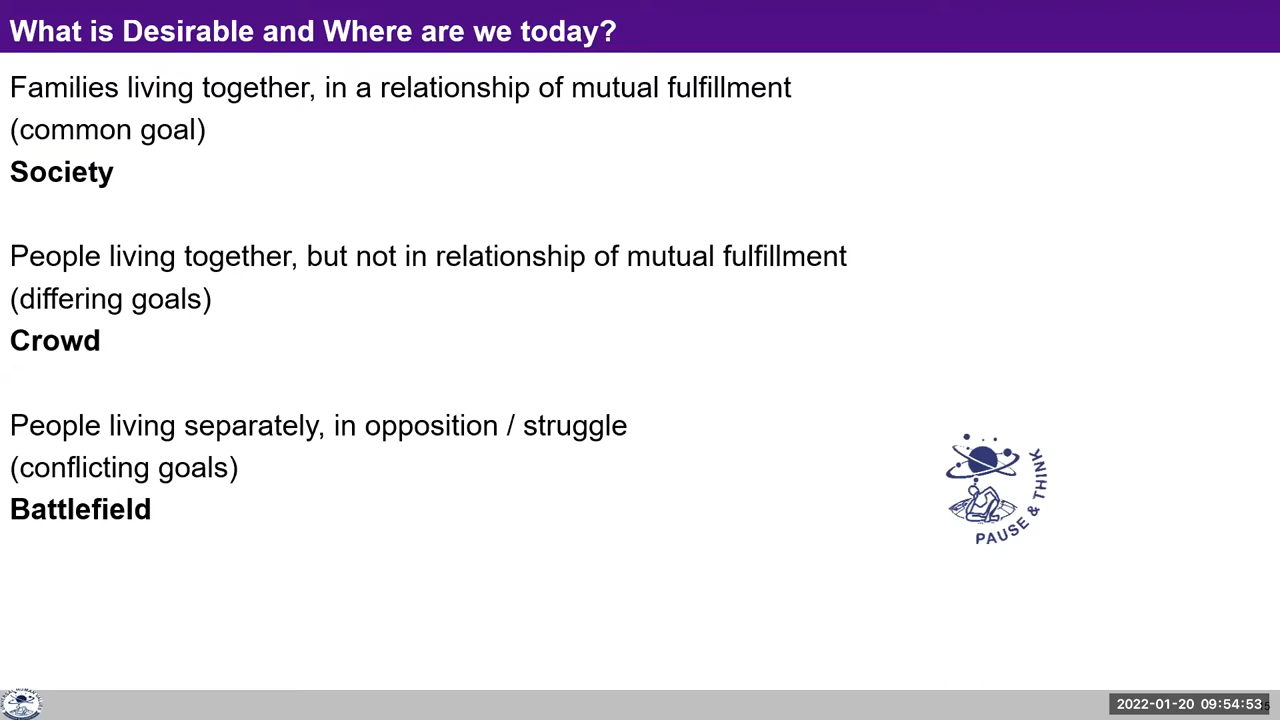 What is Desirable and Where are we today?
Families living together, in a relationship of mutual fulfillment
(common goal)
Society
People living together, but not in relationship of mutual fulfillment
(differing goals)
Crowd
People living separately, in opposition / struggle
(conflicting goals)
Battlefield
PAUSE & THINK
2022-01-20 09:54:53